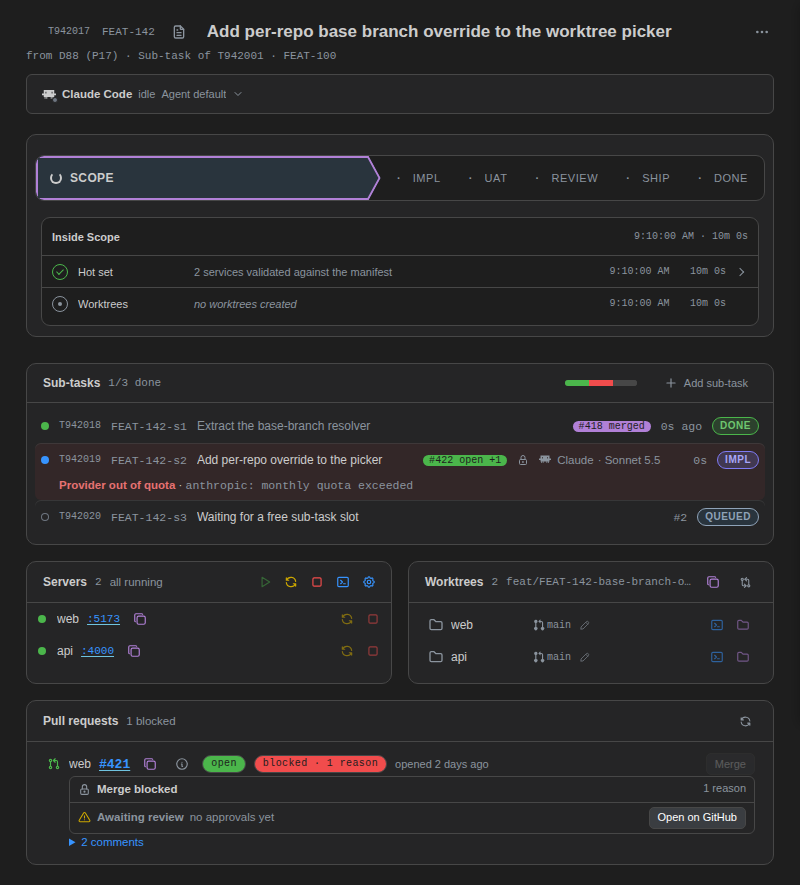 T942017 FEAT-142 Add per-repo base branch override to the worktree picker
from D88 (P17) · Sub-task of T942001 · FEAT-100
Claude Code idle Agent default
SCOPE · IMPL · UAT · REVIEW · SHIP · DONE
Inside Scope 9:10:00 AM · 10m 0s
Hot set 2 services validated against the manifest 9:10:00 AM 10m 0s
Worktrees no worktrees created 9:10:00 AM 10m 0s
Sub-tasks 1/3 done Add sub-task
T942018 FEAT-142-s1 Extract the base-branch resolver #418 merged 0s ago DONE
T942019 FEAT-142-s2 Add per-repo override to the picker #422 open +1 Claude · Sonnet 5.5 0s IMPL
Provider out of quota · anthropic: monthly quota exceeded
T942020 FEAT-142-s3 Waiting for a free sub-task slot #2 QUEUED
Servers 2 all running
web :5173
api :4000
Worktrees 2 feat/FEAT-142-base-branch-o…
web main
api main
Pull requests 1 blocked
web #421 open blocked · 1 reason opened 2 days ago Merge
Merge blocked 1 reason
Awaiting review no approvals yet Open on GitHub
2 comments